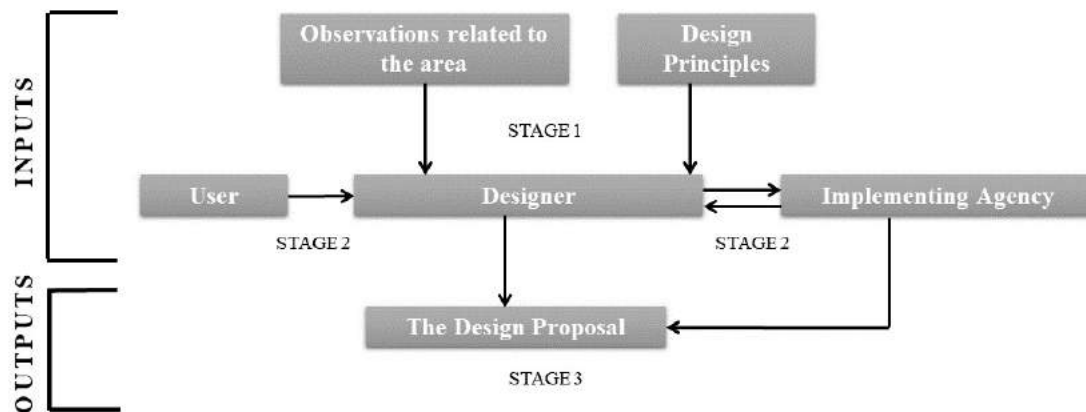 Observations related to
the area
Design
Principles
INPUTS
STAGE 1
User
Designer
Implementing Agency
STAGE 2
STAGE 2
The Design Proposal
OUTPUTS
STAGE 3